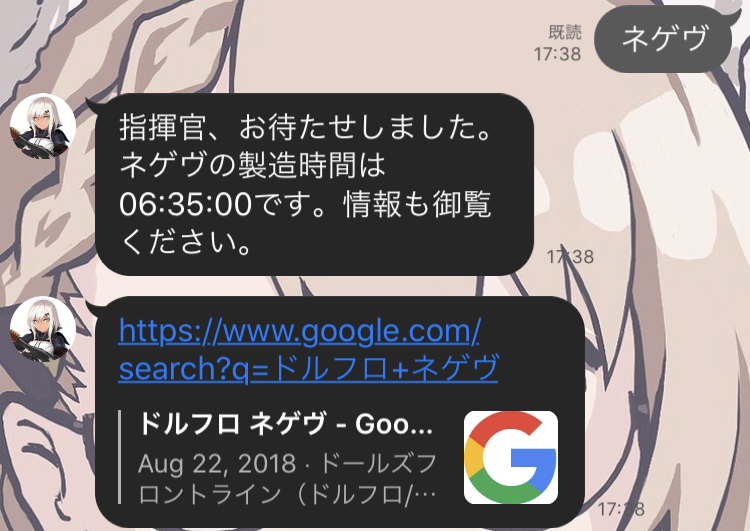 ネゲヴ
既読
17:38
指揮官、お待たせしました。
ネゲヴの製造時間は
06:35:00です。情報も御覧
ください。
17:38
https://www.google.com/
search?q=ドルフロ+ネゲヴ
ドルフロ ネゲヴ - Goo...
Aug 22, 2018 · ドールズフ
ロントライン（ドルフロ/…
17:38